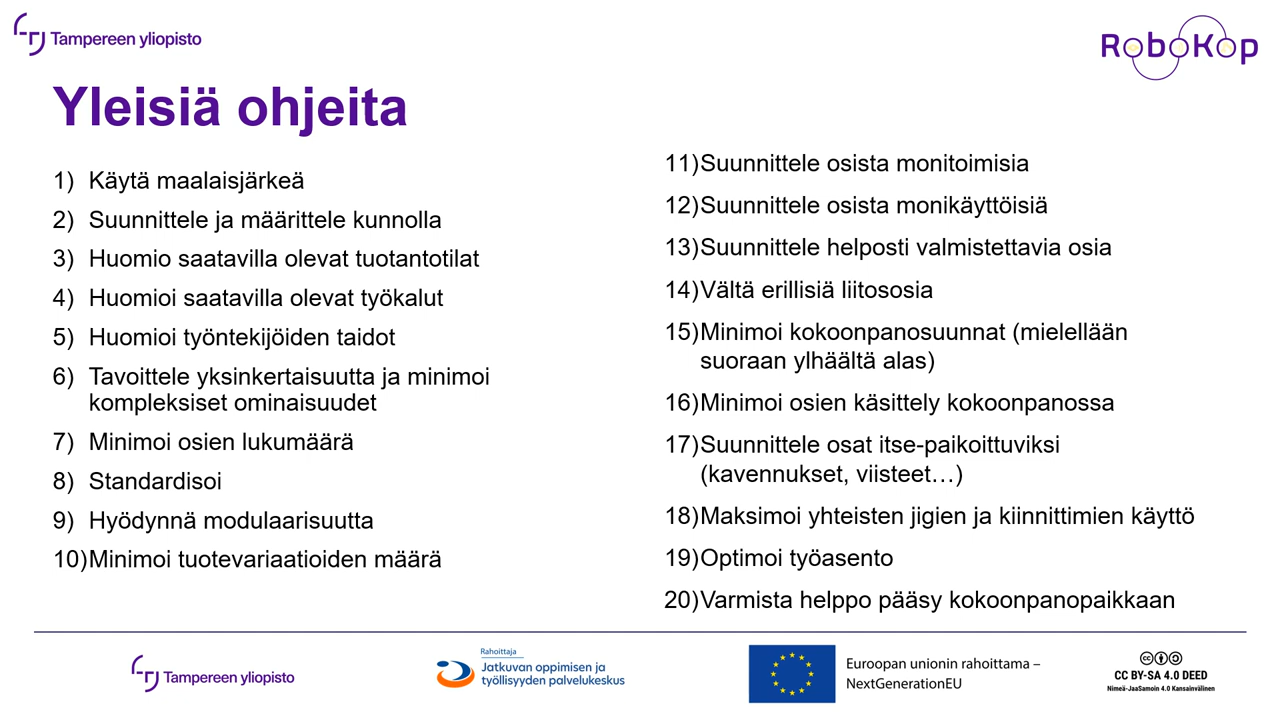 Tampereen yliopisto
RoboKop
Yleisiä ohjeita
1) Käytä maalaisjärkeä
2) Suunnittele ja määrittele kunnolla
3) Huomio saatavilla olevat tuotantotilat
4) Huomioi saatavilla olevat työkalut
5) Huomioi työntekijöiden taidot
6) Tavoittele yksinkertaisuutta ja minimoi
kompleksiset ominaisuudet
7) Minimoi osien lukumäärä
8) Standardisoi
9) Hyödynnä modulaarisuutta
10)Minimoi tuotevariaatioiden määrä
11)Suunnittele osista monitoimisia
12)Suunnittele osista monikäyttöisiä
13)Suunnittele helposti valmistettavia osia
14)Vältä erillisiä liitososia
15)Minimoi kokoonpanosuunnat (mielellään
suoraan ylhäältä alas)
16)Minimoi osien käsittely kokoonpanossa
17)Suunnittele osat itse-paikoittuviksi
(kavennukset, viisteet…)
18)Maksimoi yhteisten jigien ja kiinnittimien käyttö
19)Optimoi työasento
20)Varmista helppo pääsy kokoonpanopaikkaan
Tampereen yliopisto
Rahoittaja
Jatkuvan oppimisen ja
työllisyyden palvelukeskus
Euroopan unionin rahoittama –
NextGenerationEU
cc
CC BY-SA 4.0 DEED
Nimeä-JaaSamoin 4.0 Kansainvälinen